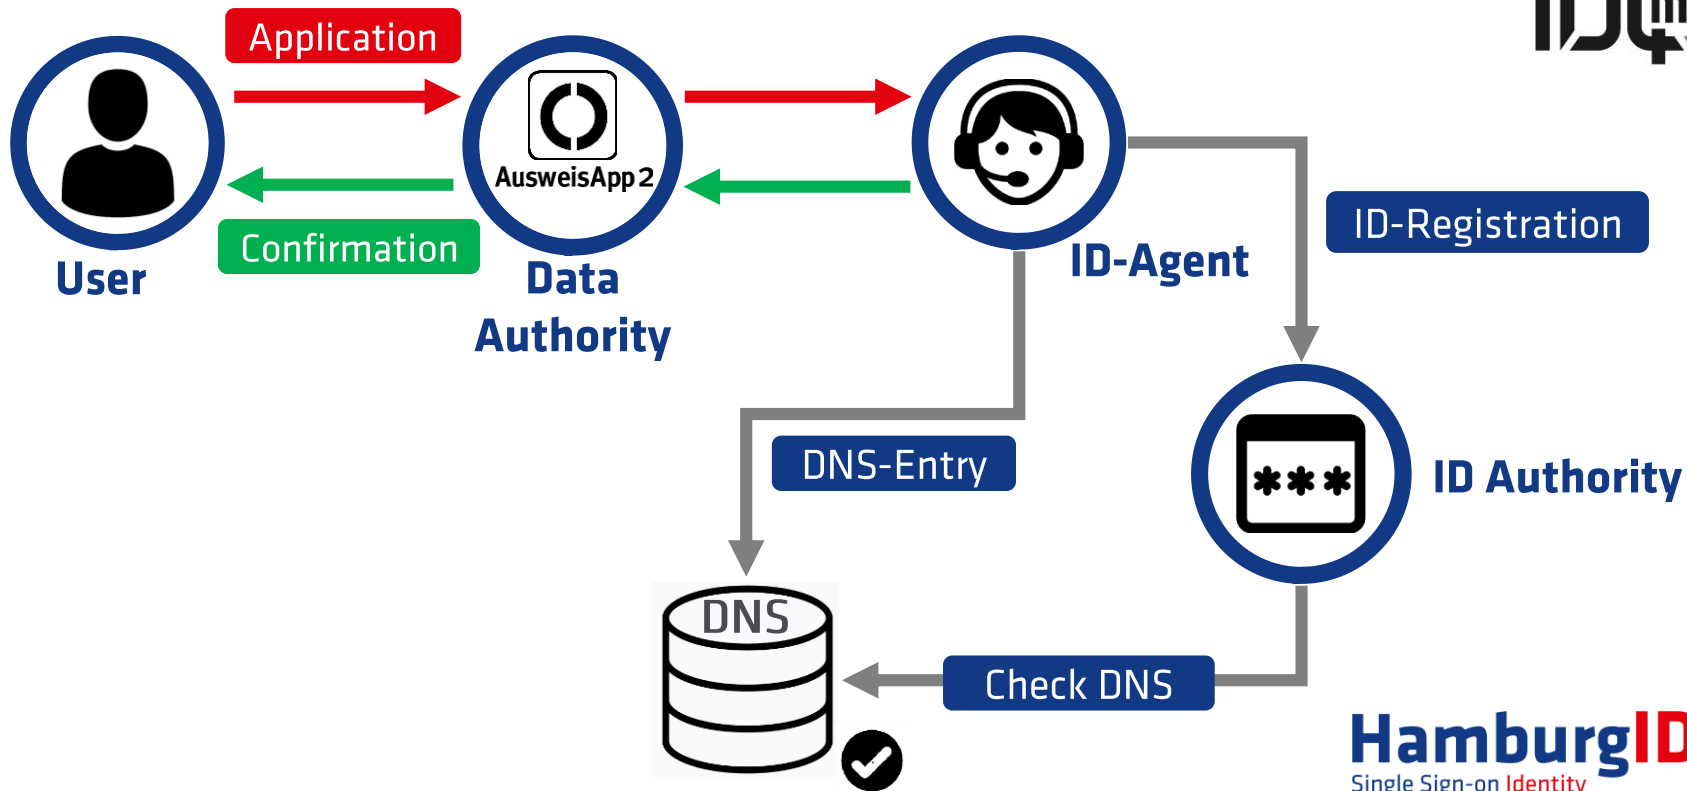 Application
AusweisApp2
Confirmation
User
Data
Authority
ID-Agent
ID-Registration
DNS-Entry
ID Authority
DNS
Check DNS
HamburgID
Single Sign-on Identity